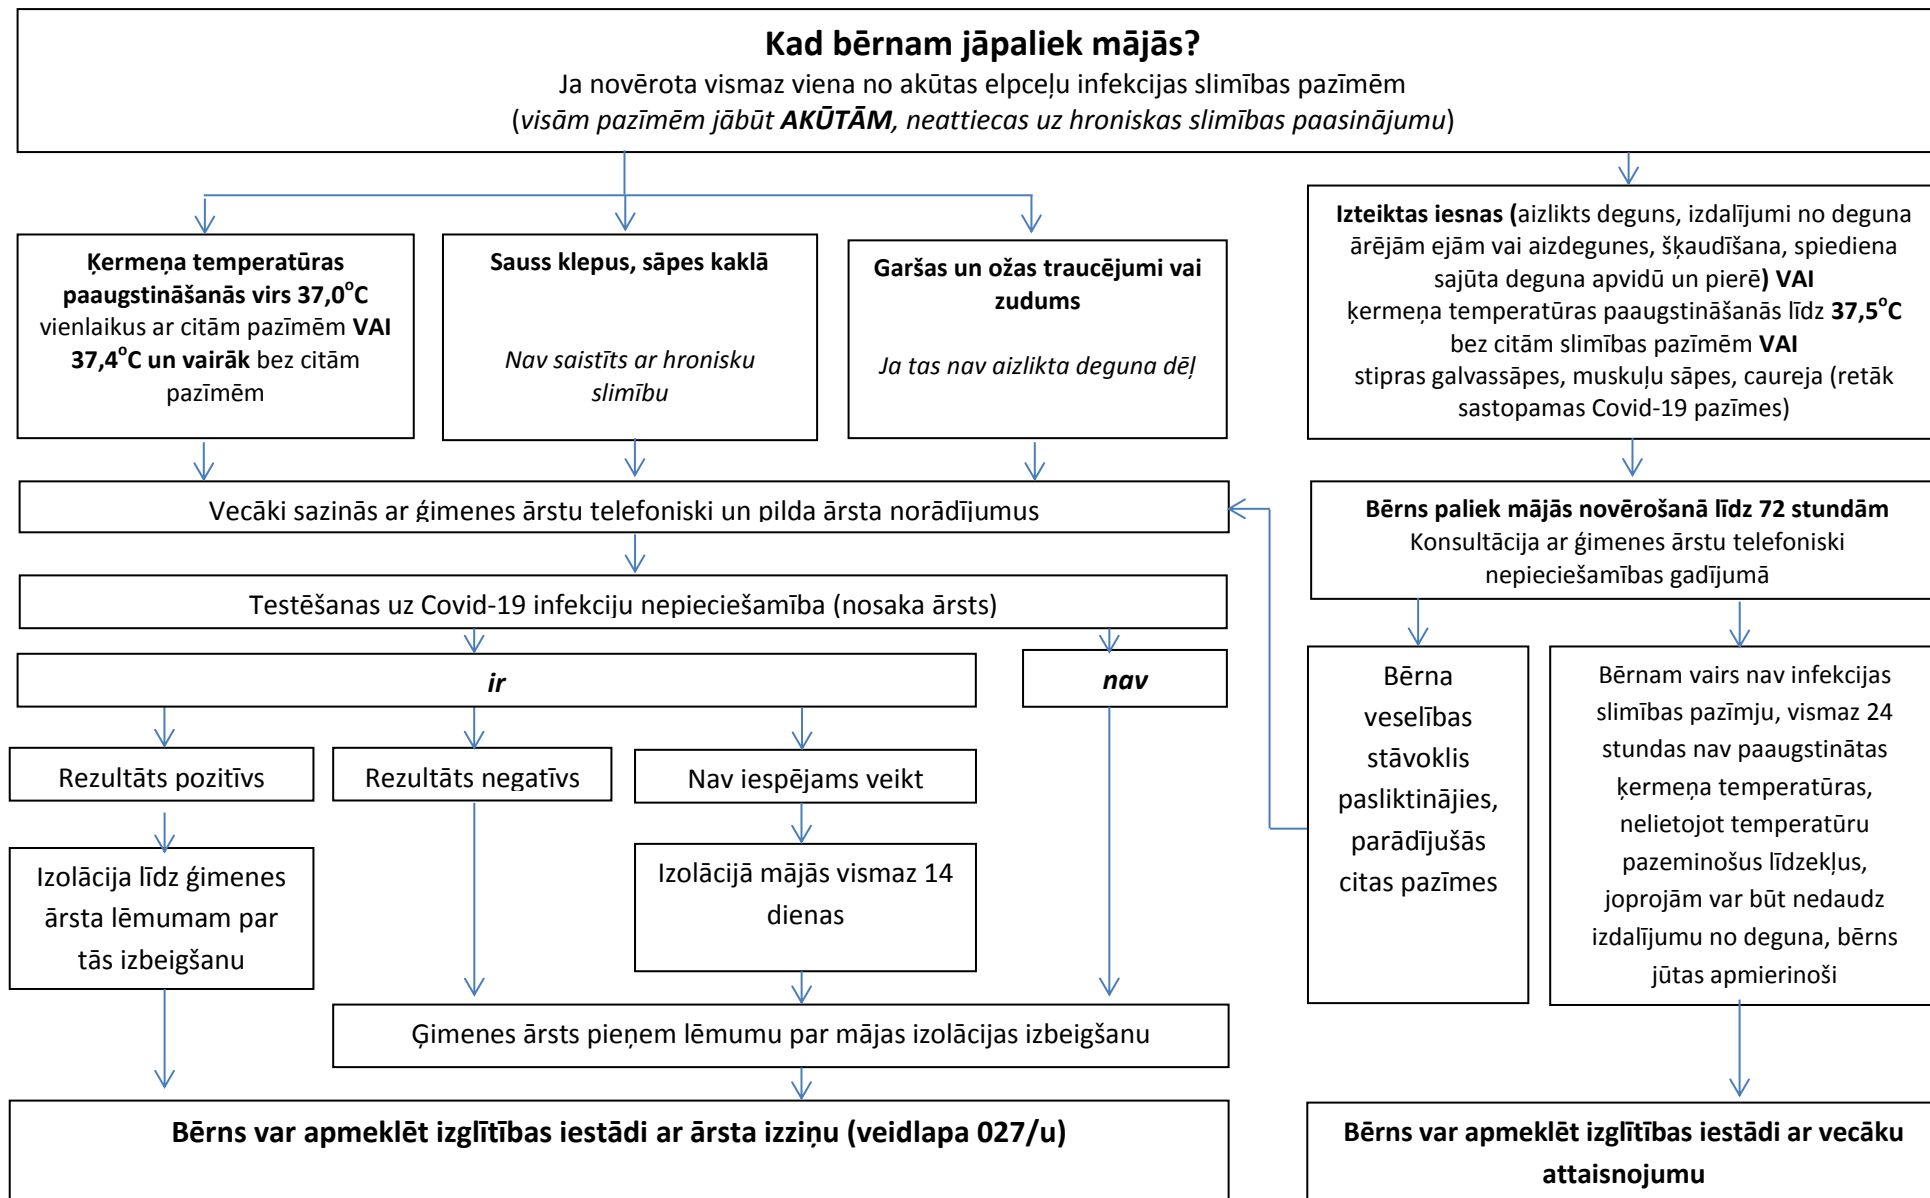 Kad bērnam jāpaliek mājās?
Ja novērota vismaz viena no akūtas elpceļu infekcijas slimības pazīmēm
(visām pazīmēm jābūt AKŪTĀM, neattiecas uz hroniskas slimības paasinājumu)
Ķermeņa temperatūras
paaugstināšanās virs 37,0°C
vienlaikus ar citām pazīmēm VAI
37,4°C un vairāk bez citām
pazīmēm
Sauss klepus, sāpes kaklā
Nav saistīts ar hronisku
slimību
Garšas un ožas traucējumi vai
zudums
Ja tas nav aizlikta deguna dēļ
Izteiktas iesnas (aizlikts deguns, izdalījumi no deguna
ārējām ejām vai aizdegunes, šķaudīšana, spiediena
sajūta deguna apvidū un pierē) VAI
ķermeņa temperatūras paaugstināšanās līdz 37,5°C
bez citām slimības pazīmēm VAI
stipras galvassāpes, muskuļu sāpes, caureja (retāk
sastopamas Covid-19 pazīmes)
Vecāki sazinās ar ģimenes ārstu telefoniski un pilda ārsta norādījumus
Bērns paliek mājās novērošanā līdz 72 stundām
Konsultācija ar ģimenes ārstu telefoniski
nepieciešamības gadījumā
Testēšanas uz Covid-19 infekciju nepieciešamība (nosaka ārsts)
ir
nav
Rezultāts pozitīvs
Rezultāts negatīvs
Nav iespējams veikt
Izolācija līdz ģimenes
ārsta lēmumam par
tās izbeigšanu
Izolācijā mājās vismaz 14
dienas
Bērna
veselības
stāvoklis
pasliktinājies,
parādījušās
citas pazīmes
Bērnam vairs nav infekcijas
slimības pazīmju, vismaz 24
stundas nav paaugstinātas
ķermeņa temperatūras,
nelietojot temperatūru
pazeminošus līdzekļus,
joprojām var būt nedaudz
izdalījumu no deguna, bērns
jūtas apmierinoši
Ģimenes ārsts pieņem lēmumu par mājas izolācijas izbeigšanu
Bērns var apmeklēt izglītības iestādi ar ārsta izziņu (veidlapa 027/u)
Bērns var apmeklēt izglītības iestādi ar vecāku
attaisnojumu